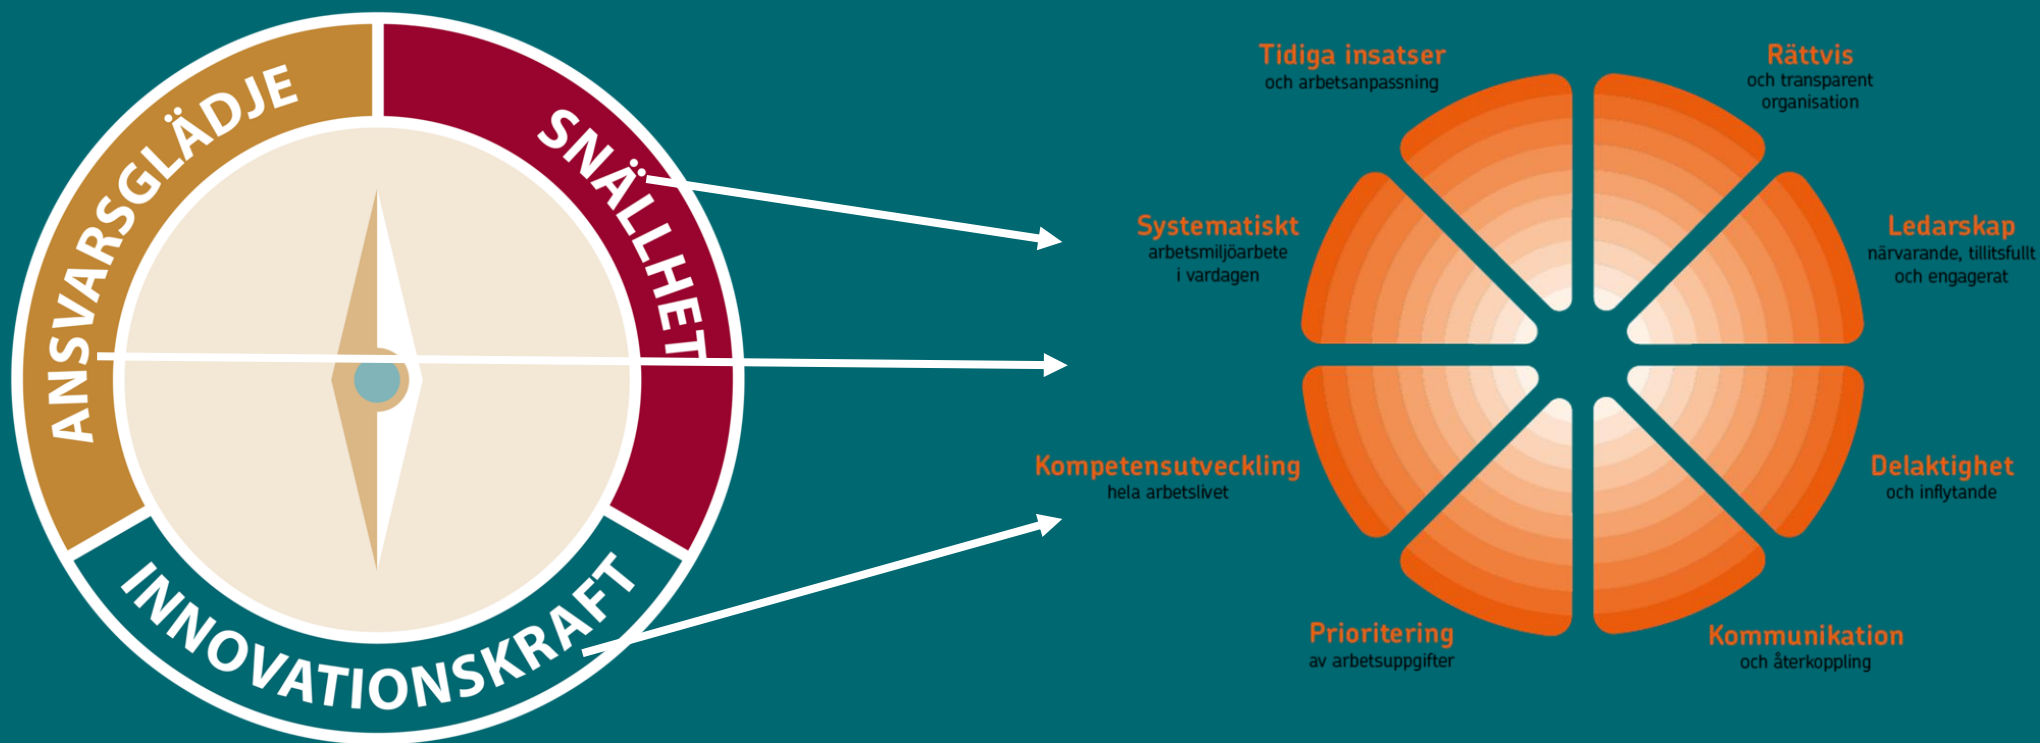 ANSVARSGLÄDJE
SNÄLLHET
INNOVATIONSKRAFT
Tidiga insatser
och arbetsanpassning
Rättvis
och transparent
organisation
Systematiskt
arbetsmiljöarbete
i vardagen
Ledarskap
närvarande, tillitsfullt
och engagerat
Kompetensutveckling
hela arbetslivet
Delaktighet
och inflytande
Prioritering
av arbetsuppgifter
Kommunikation
och återkoppling